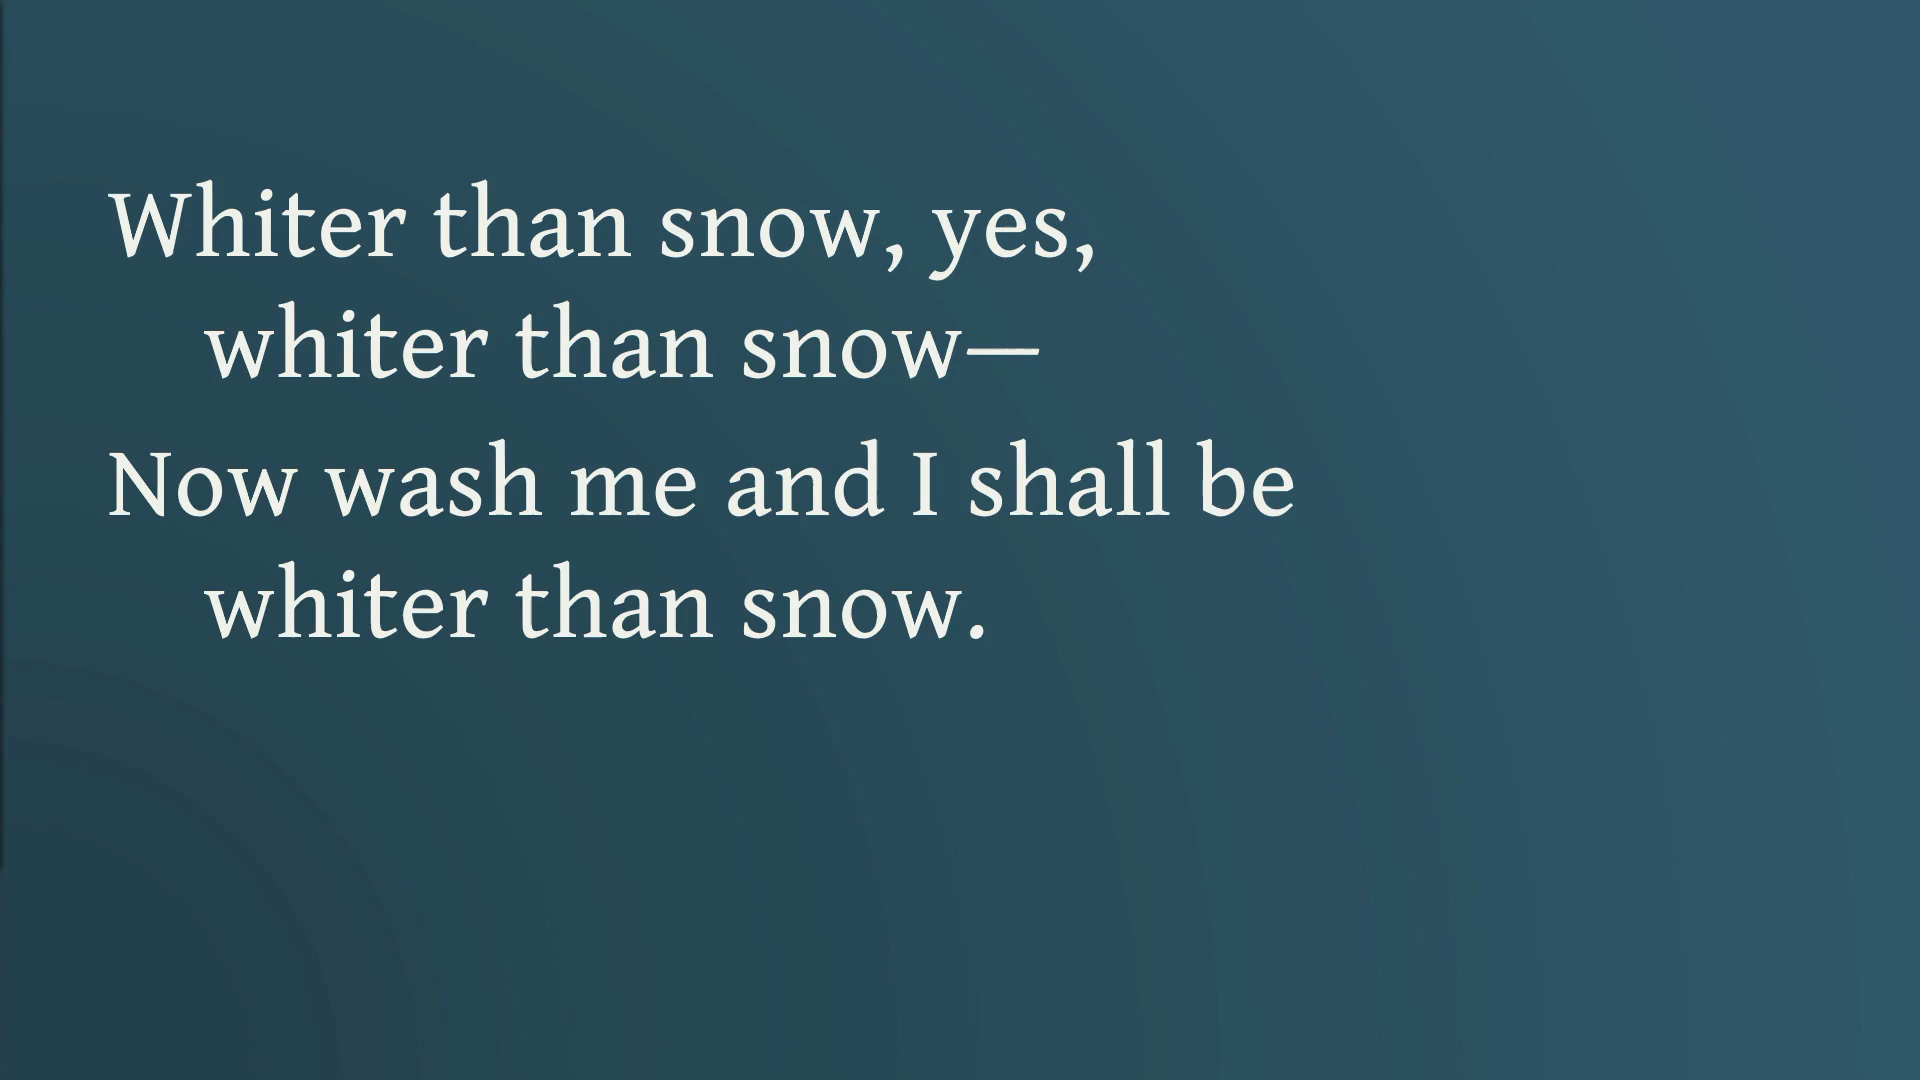 Whiter than snow, yes,
whiter than snow—
Now wash me and I shall be
whiter than snow.